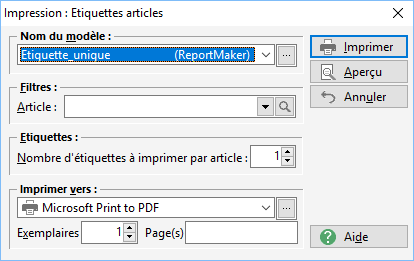 Impression : Etiquettes articles
Nom du modèle :
Etiquette_unique (ReportMaker)
...
Imprimer
Aperçu
Annuler
Filtres :
Article :
Etiquettes :
Nombre d'étiquettes à imprimer par article : 1
Imprimer vers :
Microsoft Print to PDF
...
Exemplaires 1 Page(s)
Aide